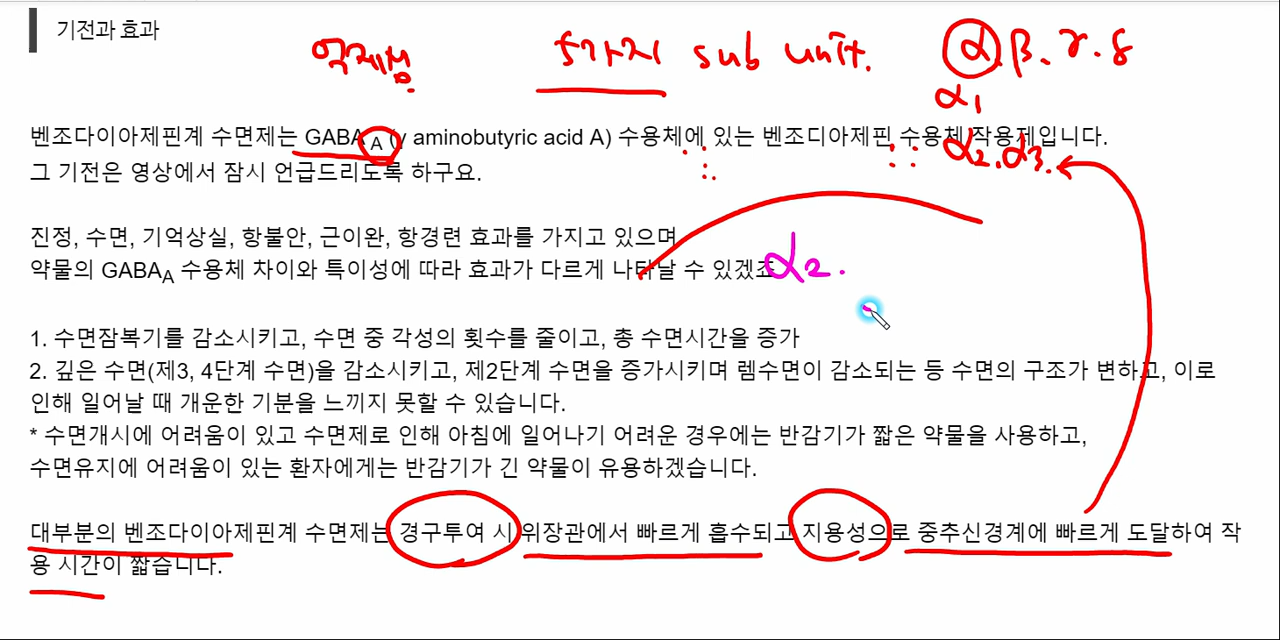 기전과 효과
억제성. 5가지 sub unit. α. β. γ. δ
α1
벤조다이아제핀계 수면제는 GABA A (γ aminobutyric acid A) 수용체에 있는 벤조디아제핀 수용체 작용제입니다.
α2. α3.
그 기전은 영상에서 잠시 언급드리도록 하구요.
진정, 수면, 기억상실, 항불안, 근이완, 항경련 효과를 가지고 있으며
약물의 GABAA 수용체 차이와 특이성에 따라 효과가 다르게 나타날 수 있겠죠
α2.
1. 수면잠복기를 감소시키고, 수면 중 각성의 횟수를 줄이고, 총 수면시간을 증가
2. 깊은 수면(제3, 4단계 수면)을 감소시키고, 제2단계 수면을 증가시키며 렘수면이 감소되는 등 수면의 구조가 변하고, 이로
인해 일어날 때 개운한 기분을 느끼지 못할 수 있습니다.
* 수면개시에 어려움이 있고 수면제로 인해 아침에 일어나기 어려운 경우에는 반감기가 짧은 약물을 사용하고,
수면유지에 어려움이 있는 환자에게는 반감기가 긴 약물이 유용하겠습니다.
대부분의 벤조다이아제핀계 수면제는 경구투여 시 위장관에서 빠르게 흡수되고 지용성으로 중추신경계에 빠르게 도달하여 작
용 시간이 짧습니다.